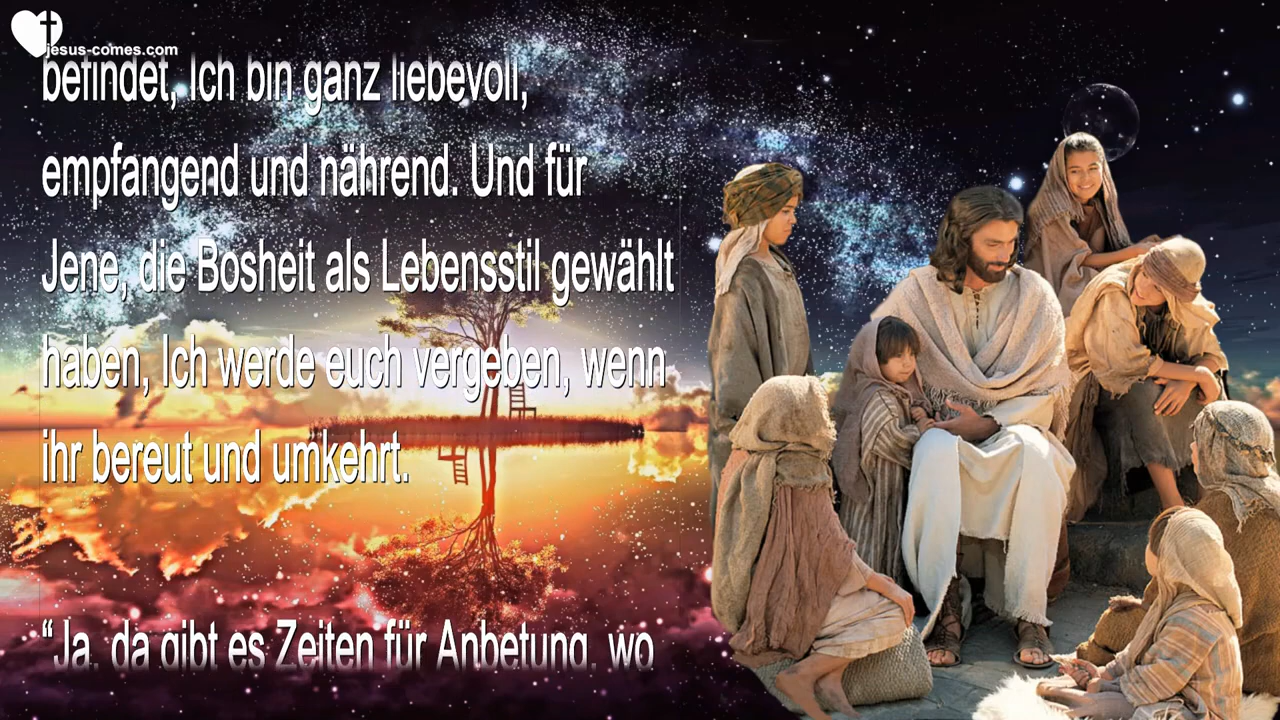 jesus-comes.com
befindet, Ich bin ganz liebevoll,
empfangend und nährend. Und für
Jene, die Bosheit als Lebensstil gewählt
haben, Ich werde euch vergeben, wenn
ihr bereut und umkehrt.
“Ja, da gibt es Zeiten für Anbetung, wo